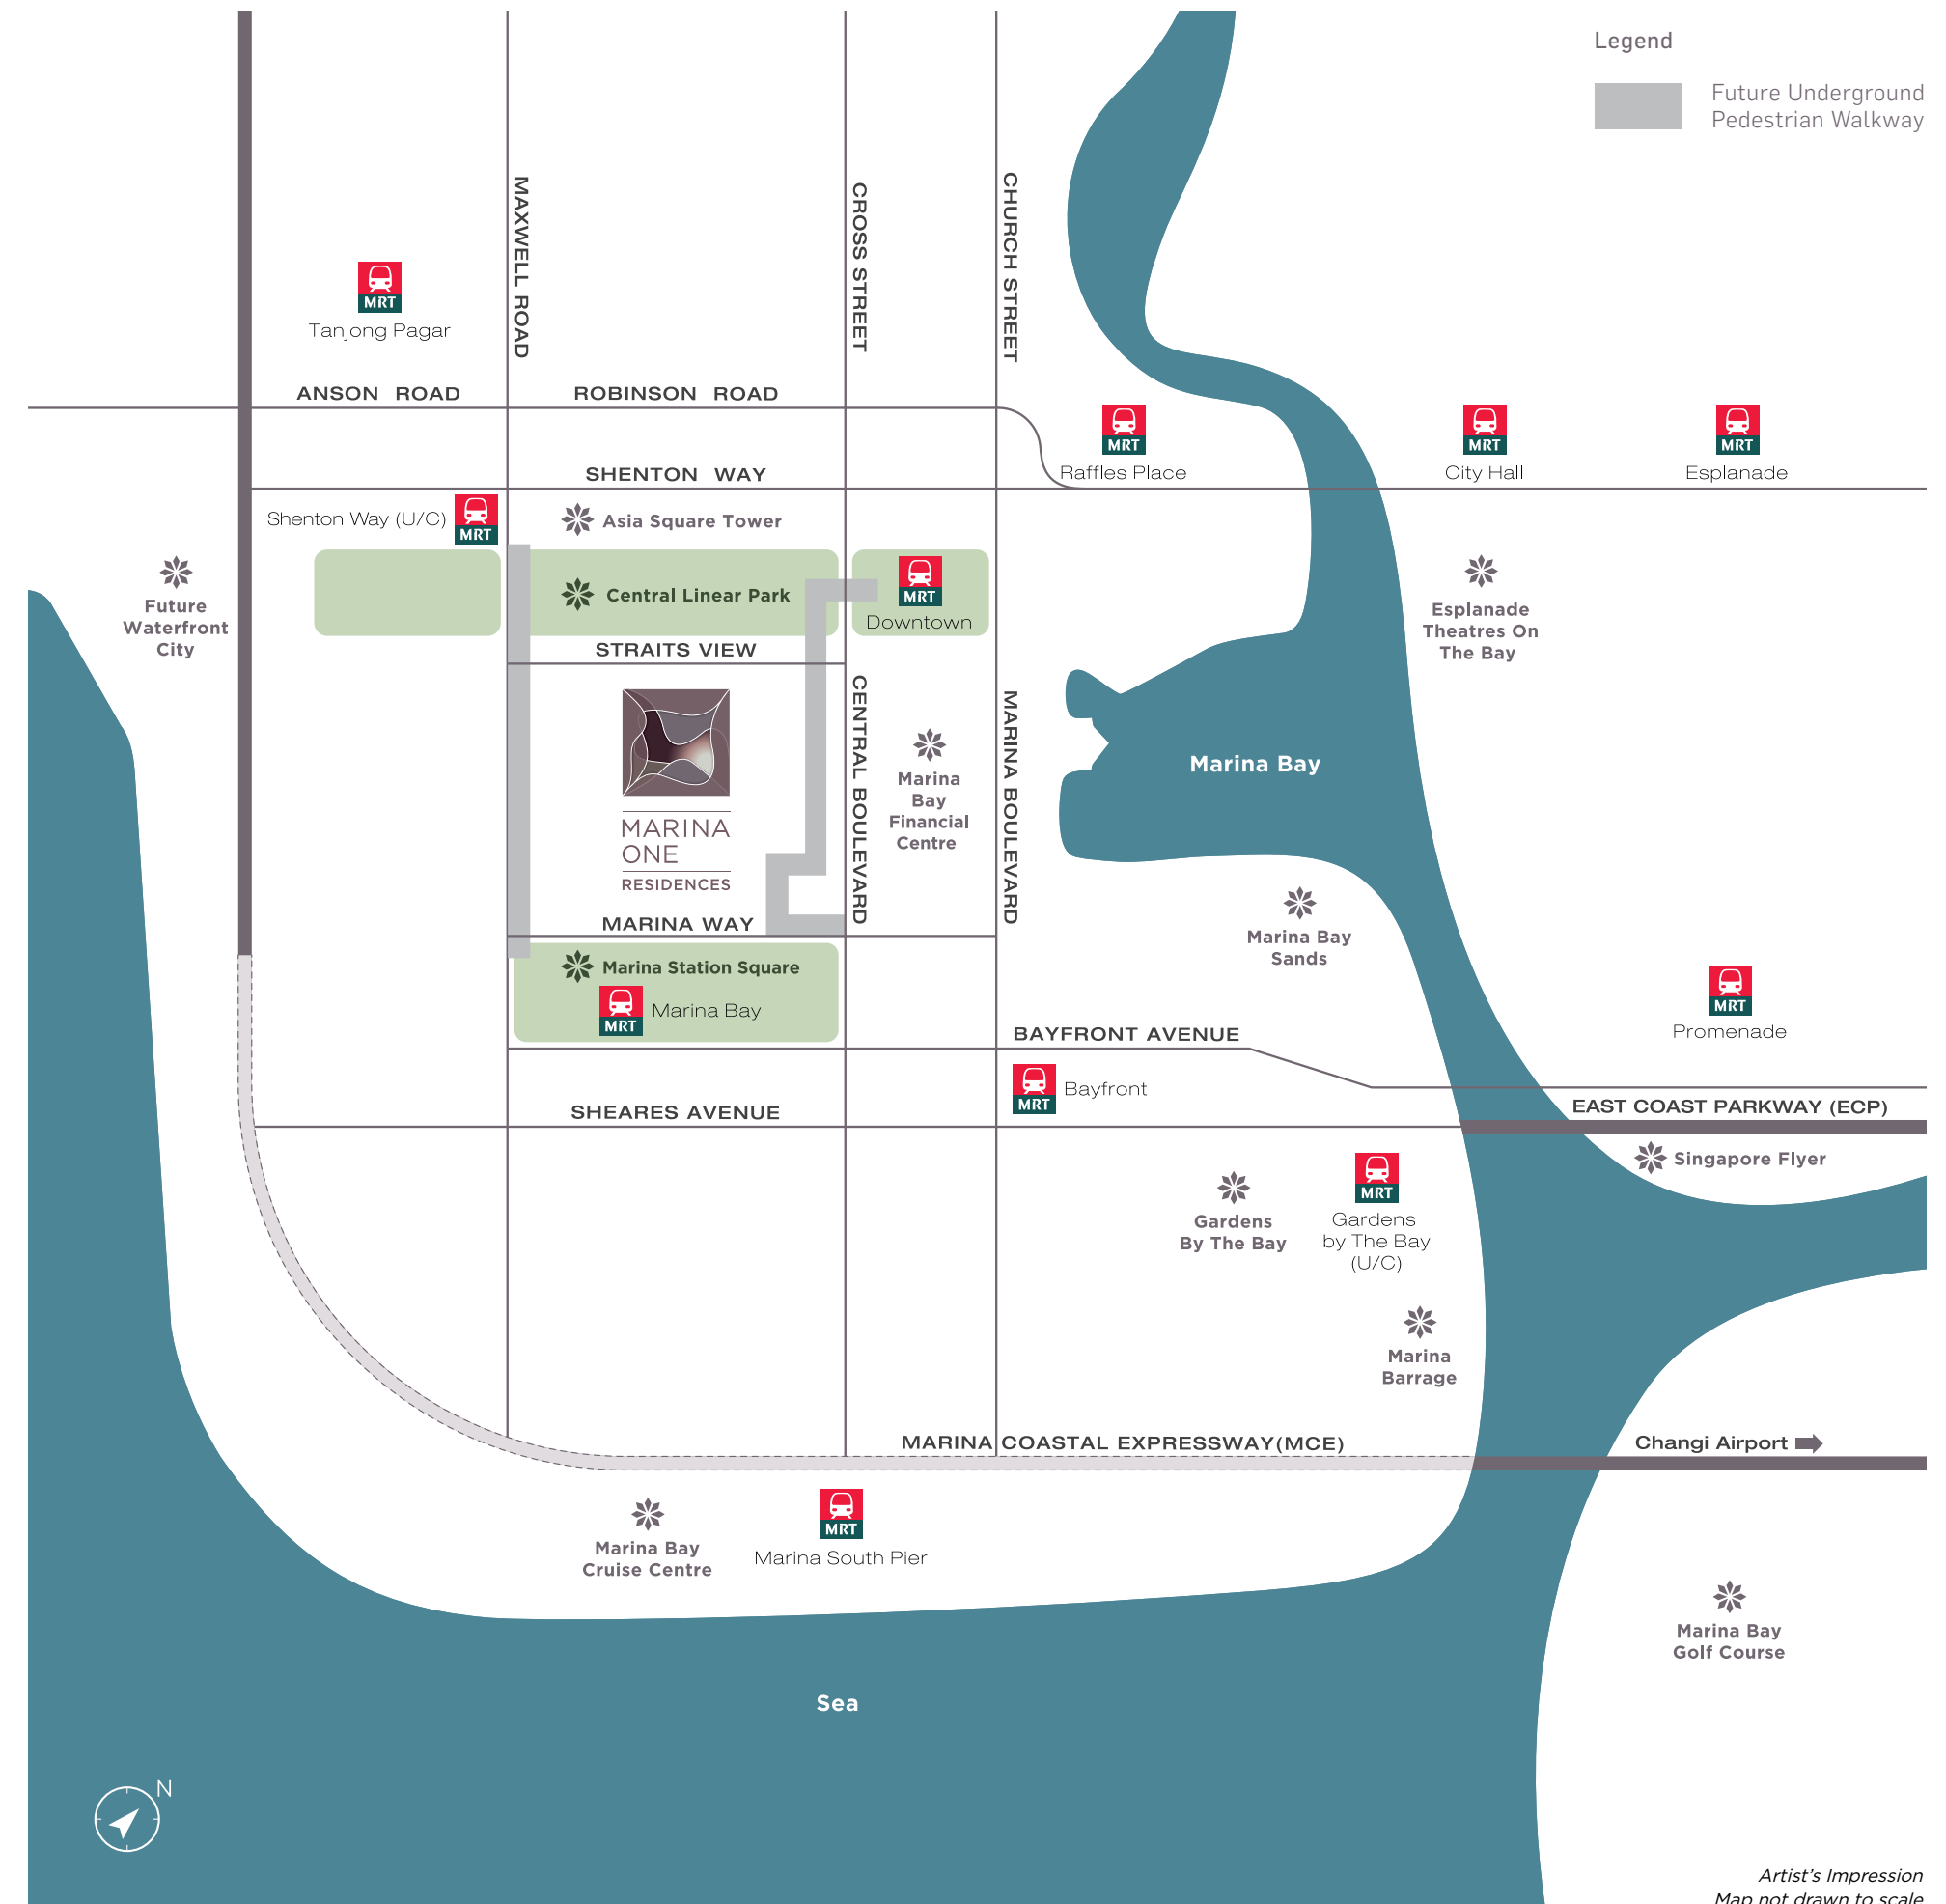 Legend
Future Underground
Pedestrian Walkway
MAXWELL ROAD
CROSS STREET
CHURCH STREET
MRT
Tanjong Pagar
ANSON ROAD
ROBINSON ROAD
MRT
Raffles Place
MRT
City Hall
MRT
Esplanade
SHENTON WAY
Shenton Way (U/C)
MRT
Asia Square Tower
Future
Waterfront
City
Central Linear Park
MRT
Downtown
Esplanade
Theatres On
The Bay
STRAITS VIEW
CENTRAL BOULEVARD
MARINA BOULEVARD
Marina
Bay
Financial
Centre
Marina Bay
MARINA
ONE
RESIDENCES
MARINA WAY
Marina Bay
Sands
Marina Station Square
MRT
Marina Bay
MRT
Promenade
BAYFRONT AVENUE
MRT
Bayfront
SHEARES AVENUE
EAST COAST PARKWAY (ECP)
Singapore Flyer
Gardens
By The Bay
MRT
Gardens
by The Bay
(U/C)
Marina
Barrage
MARINA COASTAL EXPRESSWAY(MCE)
Changi Airport
Marina Bay
Cruise Centre
MRT
Marina South Pier
Marina Bay
Golf Course
Sea
N
Artist's Impression
Map not drawn to scale